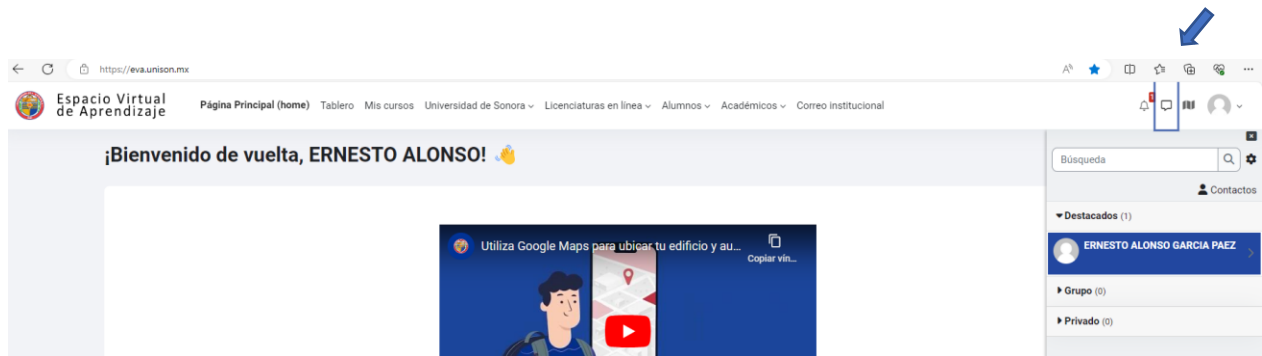 https://eva.unison.mx
Espacio Virtual
de Aprendizaje
Página Principal (home) Tablero Mis cursos Universidad de Sonora Licenciaturas en línea Alumnos Académicos Correo institucional
1
¡Bienvenido de vuelta, ERNESTO ALONSO! 👋
Utiliza Google Maps para ubicar tu edificio y au...
Copiar vín...
Búsqueda
Contactos
Destacados (1)
ERNESTO ALONSO GARCIA PAEZ
Grupo (0)
Privado (0)